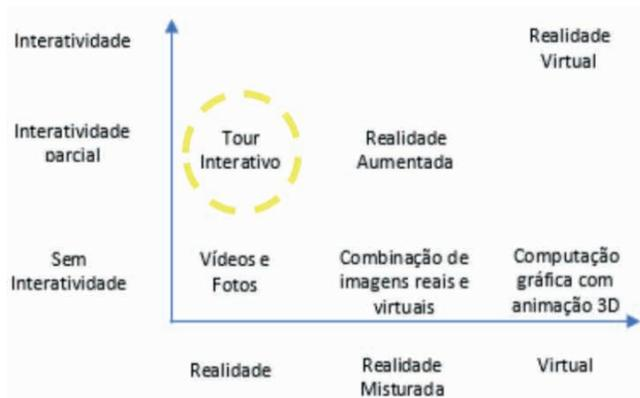 Interatividade
Realidade
Virtual
Interatividade
parcial
Tour
Interativo
Realidade
Aumentada
Sem
Interatividade
Vídeos e
Fotos
Combinação de
imagens reais e
virtuais
Computação
gráfica com
animação 3D
Realidade
Realidade
Misturada
Virtual